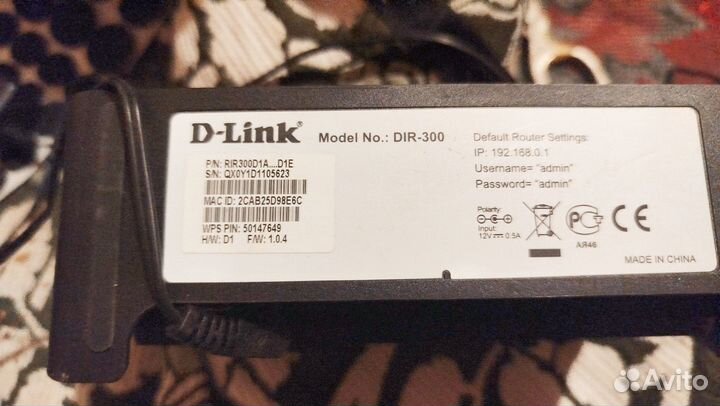 D-Link
Model No.: DIR-300
P/N: RIR300D1A....D1E
S/N: QX0Y1D1105623
MAC ID: 2CAB25D98E6C
WPS PIN: 50147649
H/W: D1 F/W: 1.0.4
Default Router Settings:
IP: 192.168.0.1
Username= "admin"
Password= "admin"
Polarity:
Input:
12V 0.5A
АЯ46
CE
MADE IN CHINA
Avito